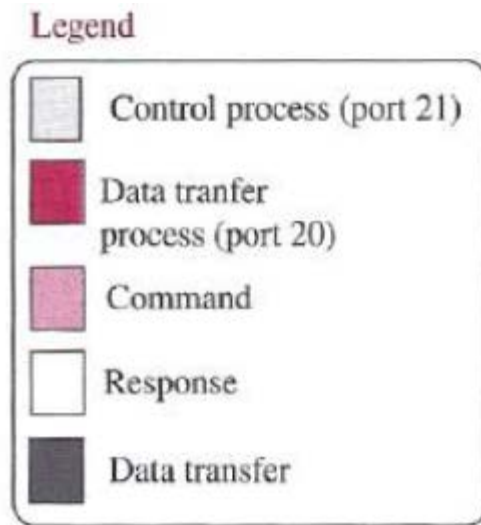 Legend
Control process (port 21)
Data tranfer
process (port 20)
Command
Response
Data transfer